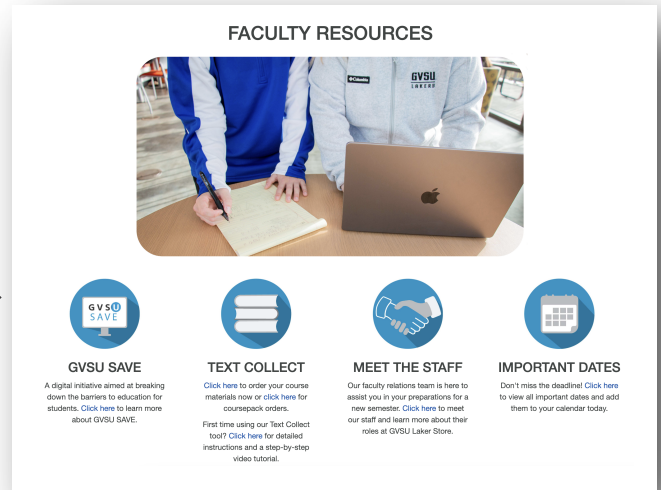 FACULTY RESOURCES
Columbia
GVSU
LAKERS
GVSU
SAVE
GVSU SAVE
A digital initiative aimed at breaking
down the barriers to education for
students. Click here to learn more
about GVSU SAVE.
TEXT COLLECT
Click here to order your course
materials now or click here for
coursepack orders.
First time using our Text Collect
tool? Click here for detailed
instructions and a step-by-step
video tutorial.
MEET THE STAFF
Our faculty relations team is here to
assist you in your preparations for a
new semester. Click here to meet
our staff and learn more about their
roles at GVSU Laker Store.
IMPORTANT DATES
Don't miss the deadline! Click here
to view all important dates and add
them to your calendar today.